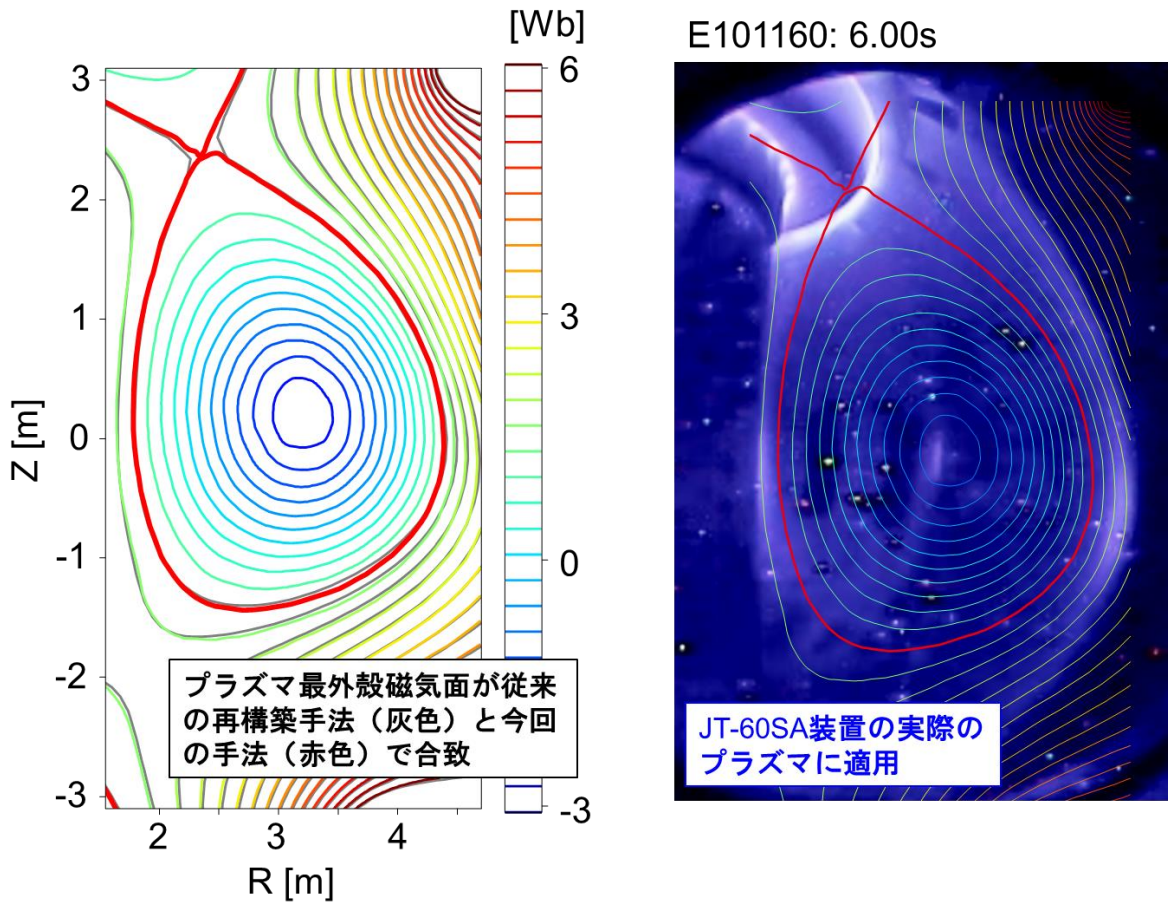 [Wb]
E101160: 6.00s
3
2
1
0
-1
-2
-3
Z [m]
2
3
4
R [m]
6
3
0
-3
プラズマ最外殻磁気面が従来
の再構築手法（灰色）と今回
の手法（赤色）で合致
JT-60SA装置の実際の
プラズマに適用